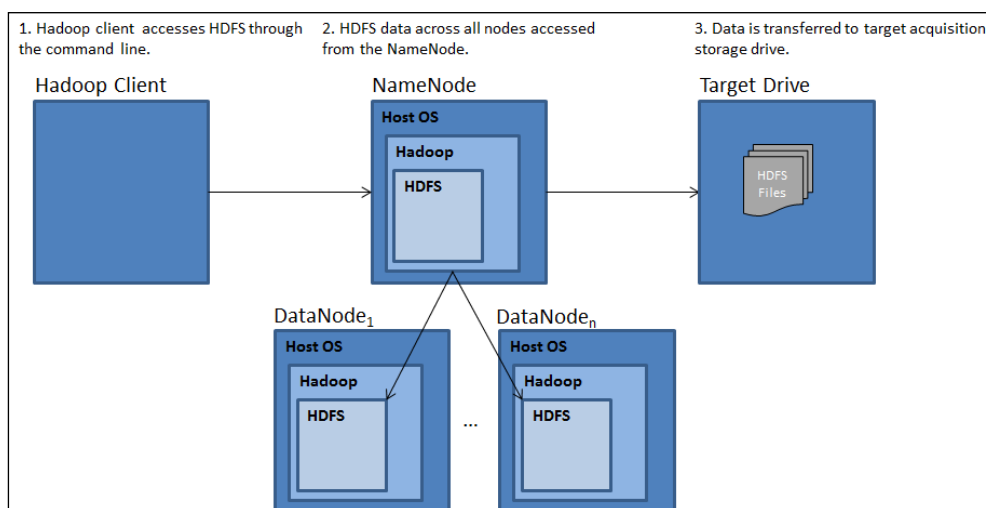 1. Hadoop client accesses HDFS through
the command line.
2. HDFS data across all nodes accessed
from the NameNode.
3. Data is transferred to target acquisition
storage drive.
Hadoop Client
NameNode
Host OS
Hadoop
HDFS
Target Drive
HDFS
Files
DataNode1
Host OS
Hadoop
HDFS
...
DataNoden
Host OS
Hadoop
HDFS